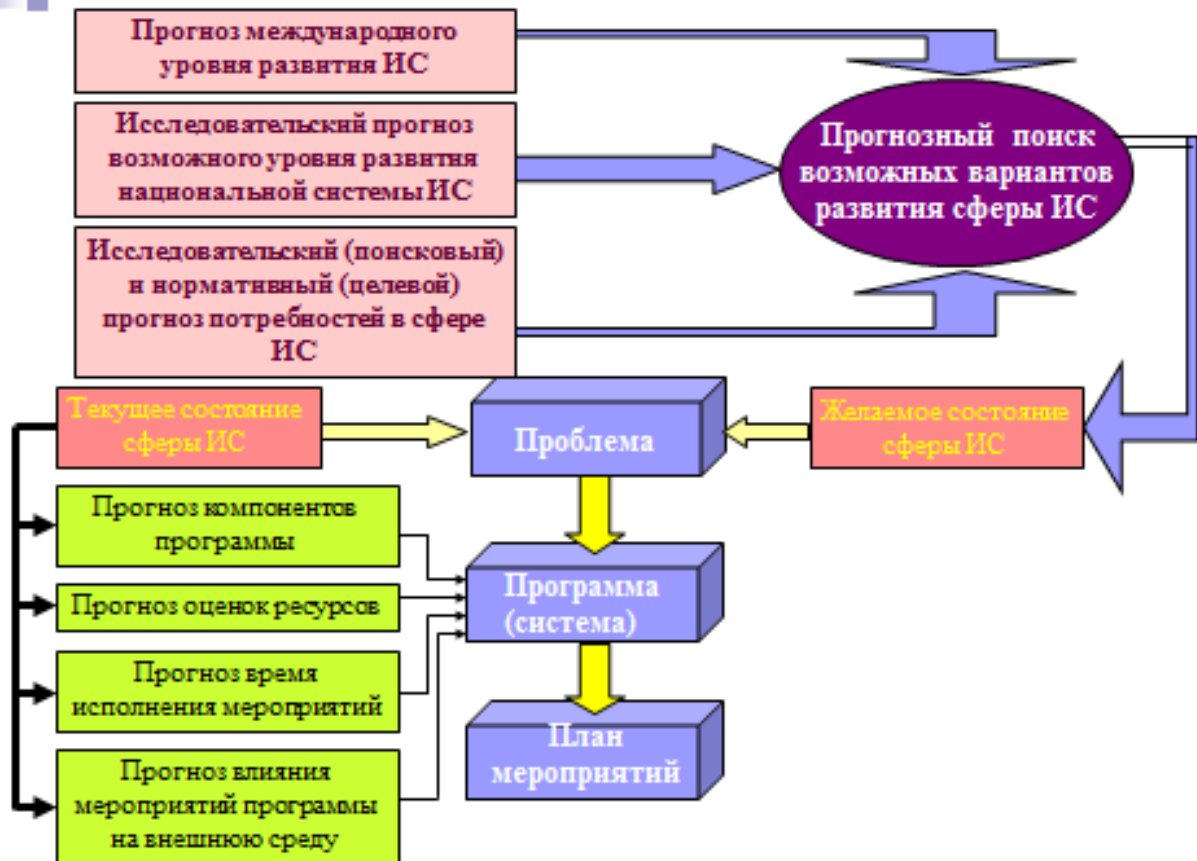 Прогноз международного
уровня развития ИС
Исследовательский прогноз
возможного уровня развития
национальной системы ИС
Исследовательский (поисковый)
и нормативный (целевой)
прогноз потребностей в сфере
ИС
Прогнозный поиск
возможных вариантов
развития сферы ИС
Текущее состояние
сферы ИС
Проблема
Желаемое состояние
сферы ИС
Прогноз компонентов
программы
Прогноз оценок ресурсов
Прогноз время
исполнения мероприятий
Прогноз влияния
мероприятий программы
на внешнюю среду
Программа
(система)
План
мероприятий